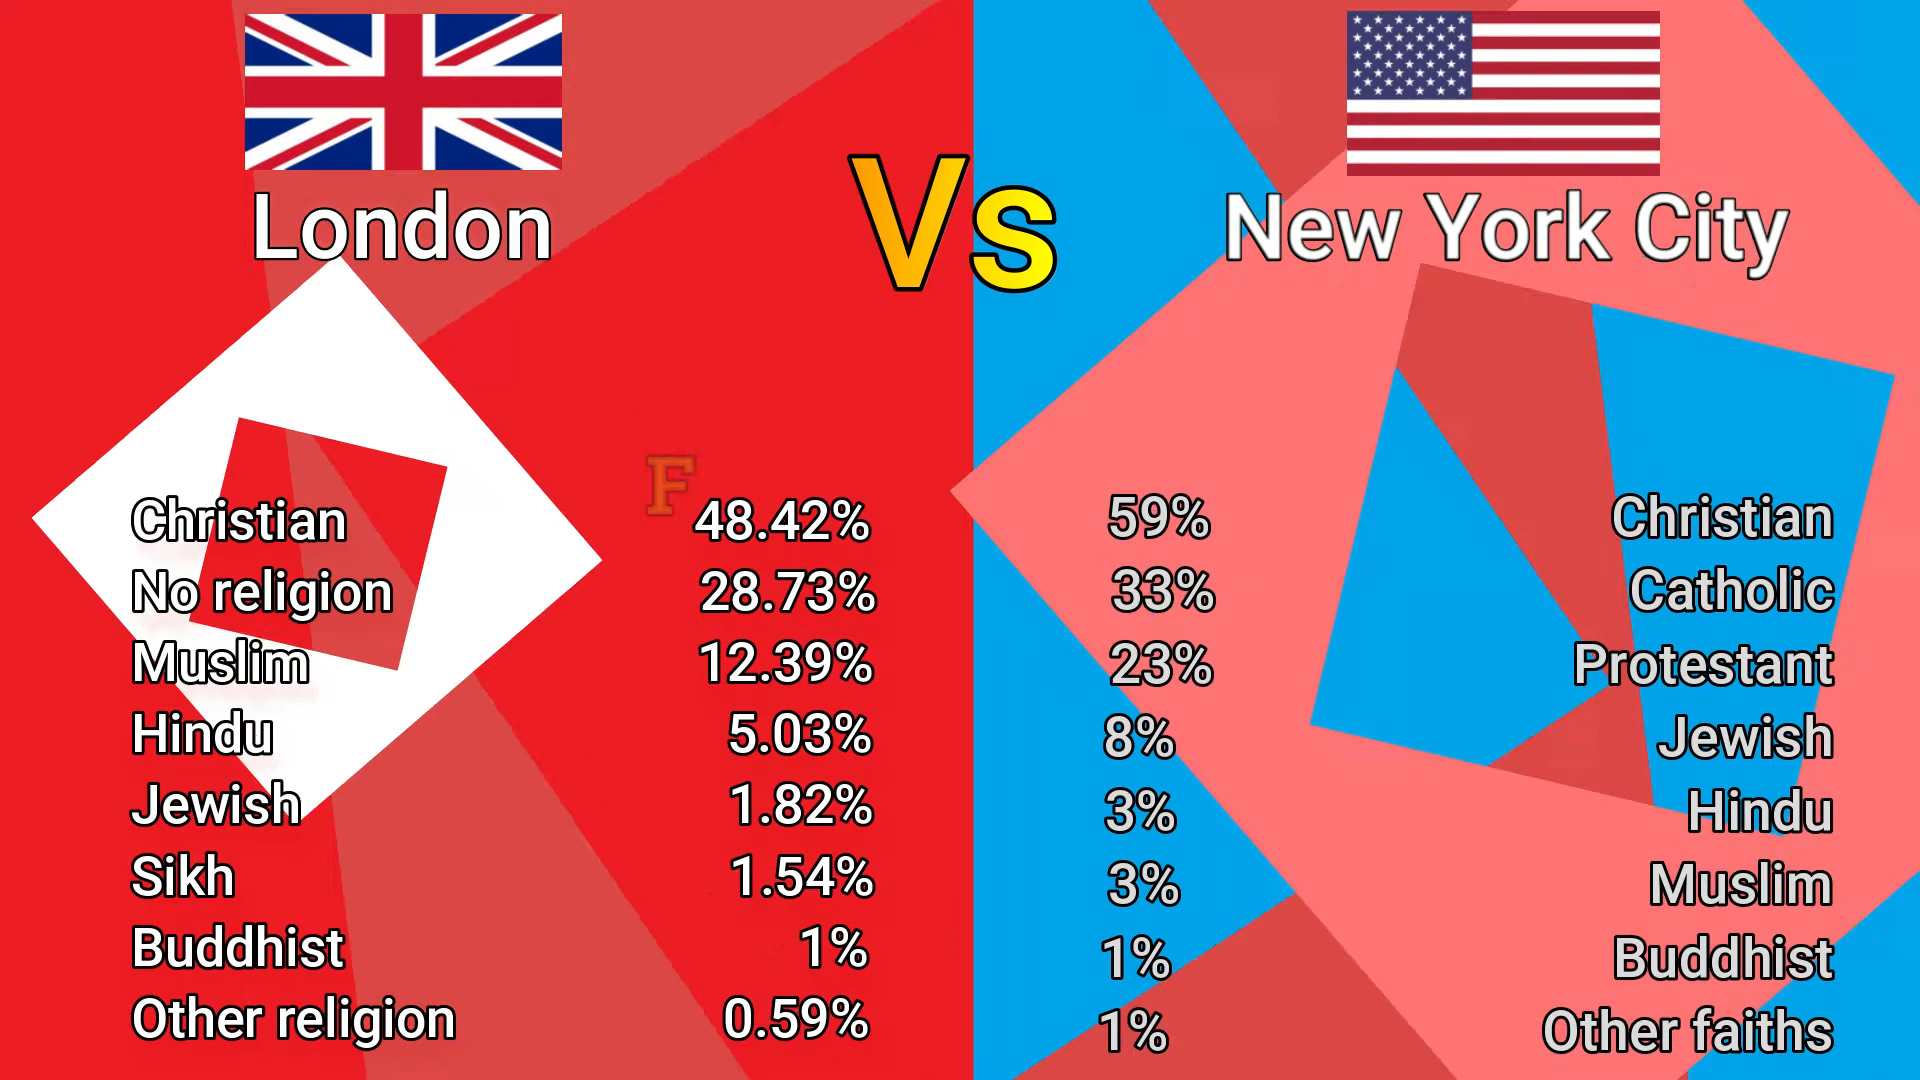 London
Vs
New York City
F
Christian 48.42% 59% Christian
No religion 28.73% 33% Catholic
Muslim 12.39% 23% Protestant
Hindu 5.03% 8% Jewish
Jewish 1.82% 3% Hindu
Sikh 1.54% 3% Muslim
Buddhist 1% 1% Buddhist
Other religion 0.59% 1% Other faiths